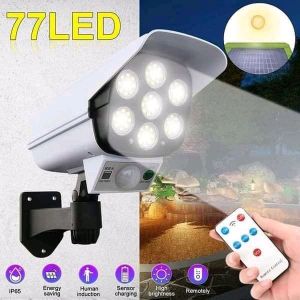 77LED
IP65
Energy
saving
Human
induction
Sensor
charging
High
brightness
Remotely